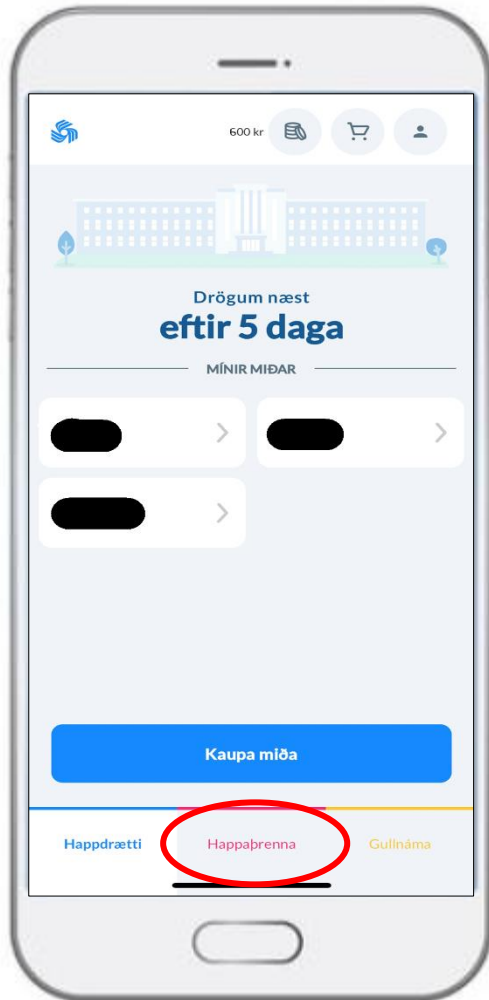 600 kr
Drögum næst
eftir 5 daga
MÍNIR MIÐAR
Kaupa miða
Happdrætti Happaþrenna Gullnáma